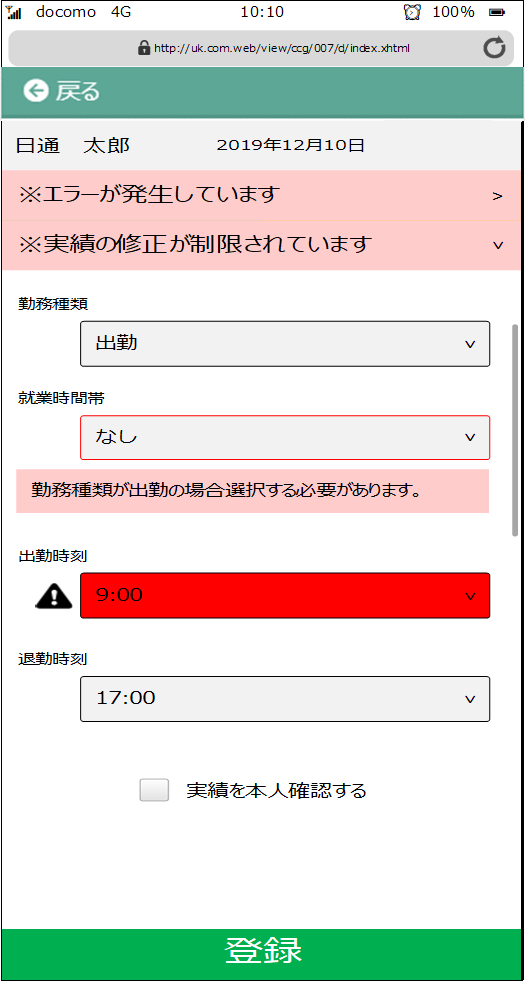 docomo 4G 10:10 100%
http://uk.com.web/view/ccg/007/d/index.xhtml
戻る
日通　太郎 2019年12月10日
※エラーが発生しています >
※実績の修正が制限されています
勤務種類
出勤
就業時間帯
なし
勤務種類が出勤の場合選択する必要があります。
出勤時刻
9:00
退勤時刻
17:00
実績を本人確認する
登録